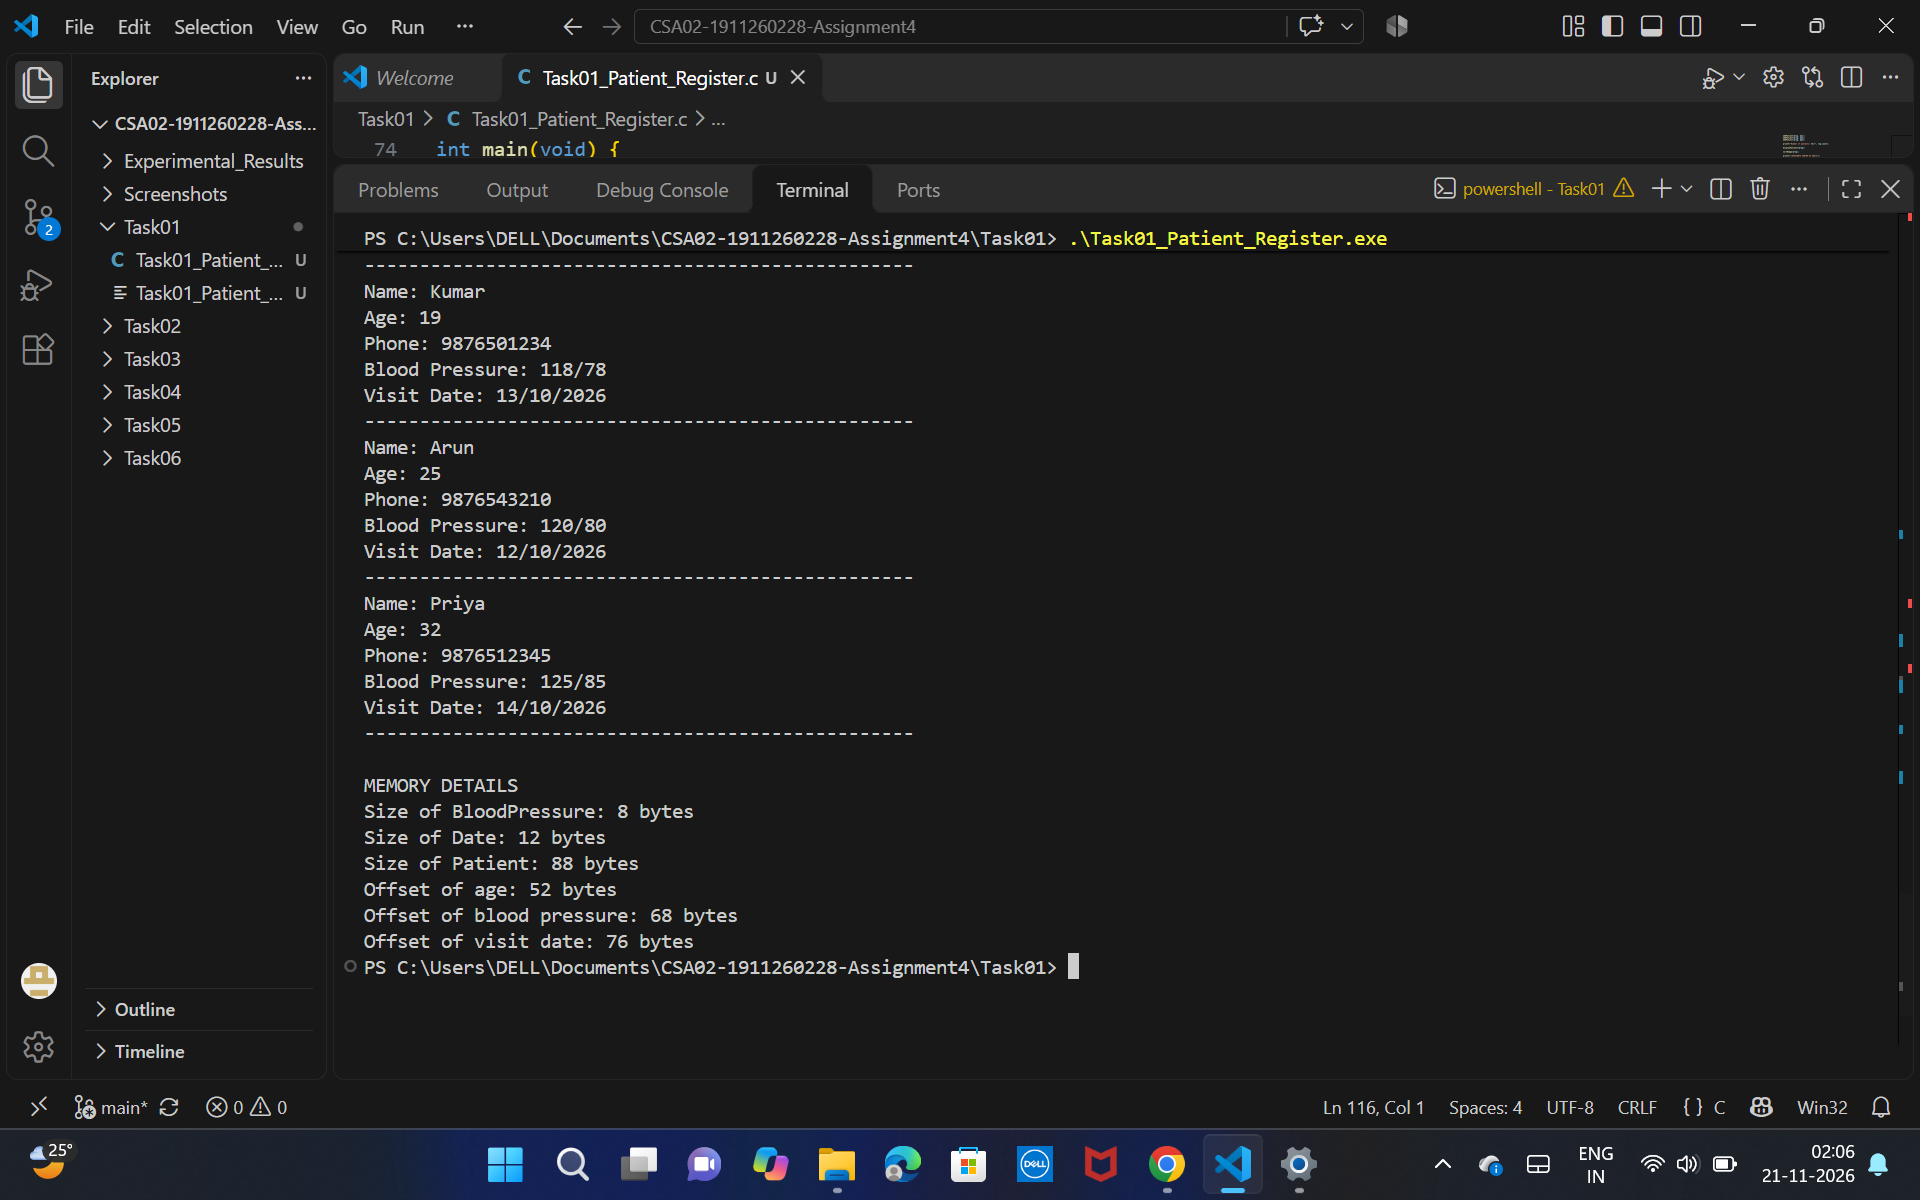 File Edit Selection View Go Run ...
CSA02-1911260228-Assignment4
Explorer
CSA02-1911260228-Ass...
Experimental_Results
Screenshots
Task01
Task01_Patient_... U
Task01_Patient_... U
Task02
Task03
Task04
Task05
Task06
Outline
Timeline
2
Welcome
Task01_Patient_Register.c U
Task01 > C Task01_Patient_Register.c > ...
74 int main(void) {
Problems Output Debug Console Terminal Ports
powershell - Task01
PS C:\Users\DELL\Documents\CSA02-1911260228-Assignment4\Task01> .\Task01_Patient_Register.exe
--------------------------------------------------
Name: Kumar
Age: 19
Phone: 9876501234
Blood Pressure: 118/78
Visit Date: 13/10/2026
--------------------------------------------------
Name: Arun
Age: 25
Phone: 9876543210
Blood Pressure: 120/80
Visit Date: 12/10/2026
--------------------------------------------------
Name: Priya
Age: 32
Phone: 9876512345
Blood Pressure: 125/85
Visit Date: 14/10/2026
--------------------------------------------------
MEMORY DETAILS
Size of BloodPressure: 8 bytes
Size of Date: 12 bytes
Size of Patient: 88 bytes
Offset of age: 52 bytes
Offset of blood pressure: 68 bytes
Offset of visit date: 76 bytes
PS C:\Users\DELL\Documents\CSA02-1911260228-Assignment4\Task01>
main* 0 0
Ln 116, Col 1 Spaces: 4 UTF-8 CRLF { } C Win32
25°
DELL
ENG
IN
02:06
21-11-2026